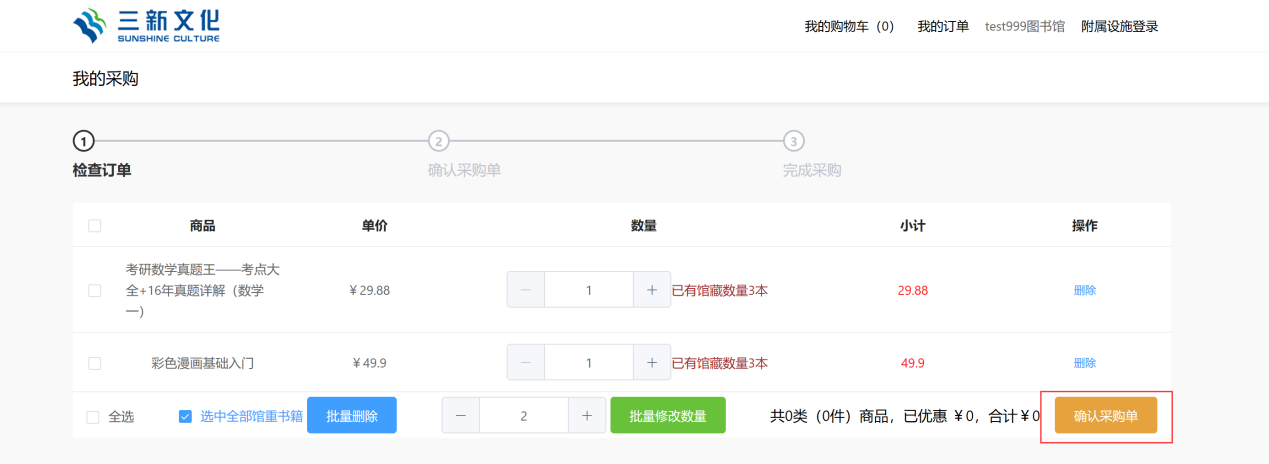 三新文化
SUNSHINE CULTURE
我的购物车（0） 我的订单 test999图书馆 附属设施登录
我的采购
1 2 3
检查订单 确认采购单 完成采购
商品 单价 数量 小计 操作
考研数学真题王——考点大
全+16年真题详解（数学
一）
￥29.88 － 1 ＋ 已有馆藏数量3本 29.88 删除
彩色漫画基础入门 ￥49.9 － 1 ＋ 已有馆藏数量3本 49.9 删除
全选 选中全部馆重书籍 批量删除 － 2 ＋ 批量修改数量 共0类（0件）商品，已优惠 ￥0，合计￥0 确认采购单